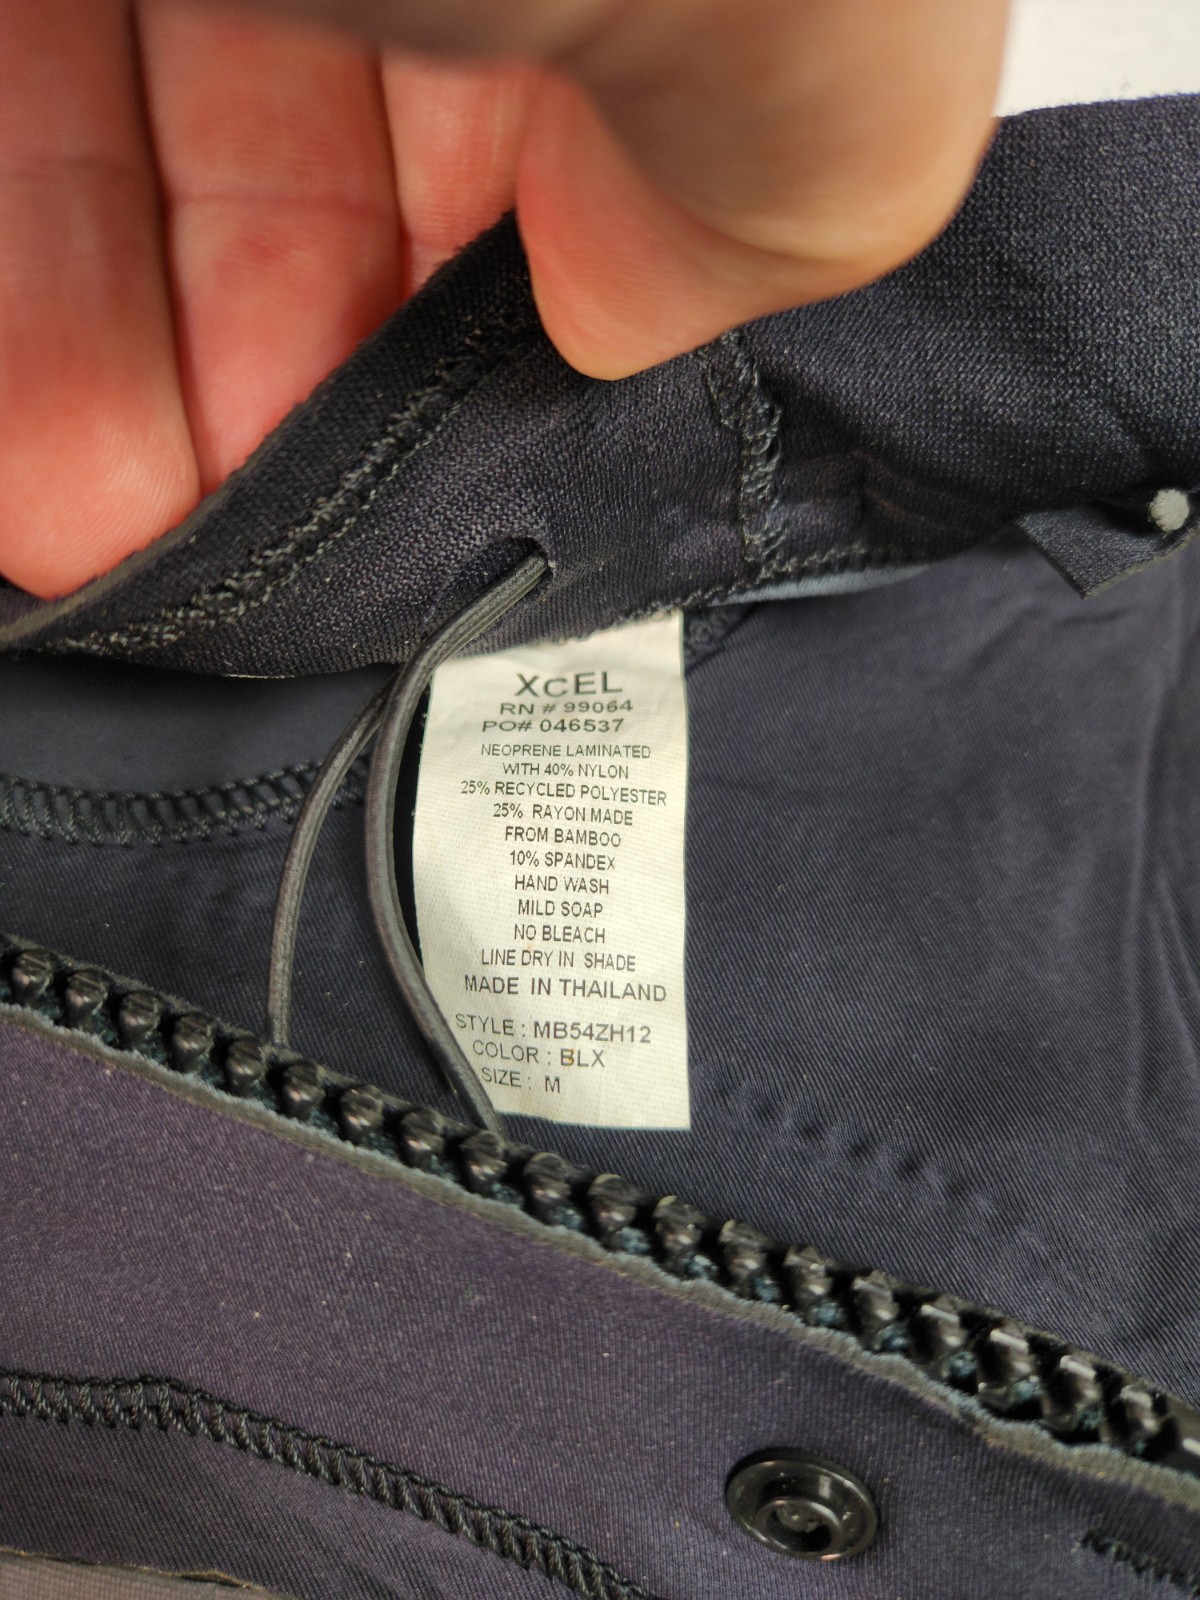 XCEL
RN # 99064
PO# 046537
NEOPRENE LAMINATED
WITH 40% NYLON
25% RECYCLED POLYESTER
25% RAYON MADE
FROM BAMBOO
10% SPANDEX
HAND WASH
MILD SOAP
NO BLEACH
LINE DRY IN SHADE
MADE IN THAILAND
STYLE : MB54ZH12
COLOR : BLX
SIZE : M